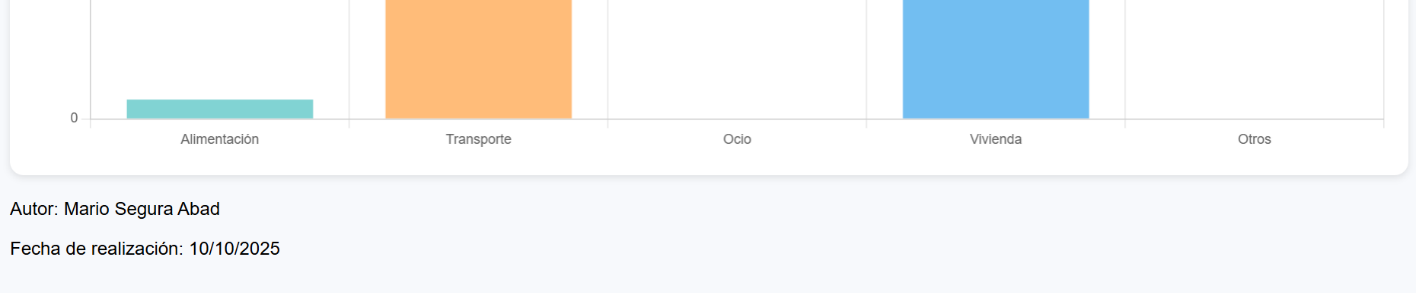 0
Alimentación Transporte Ocio Vivienda Otros
Autor: Mario Segura Abad
Fecha de realización: 10/10/2025